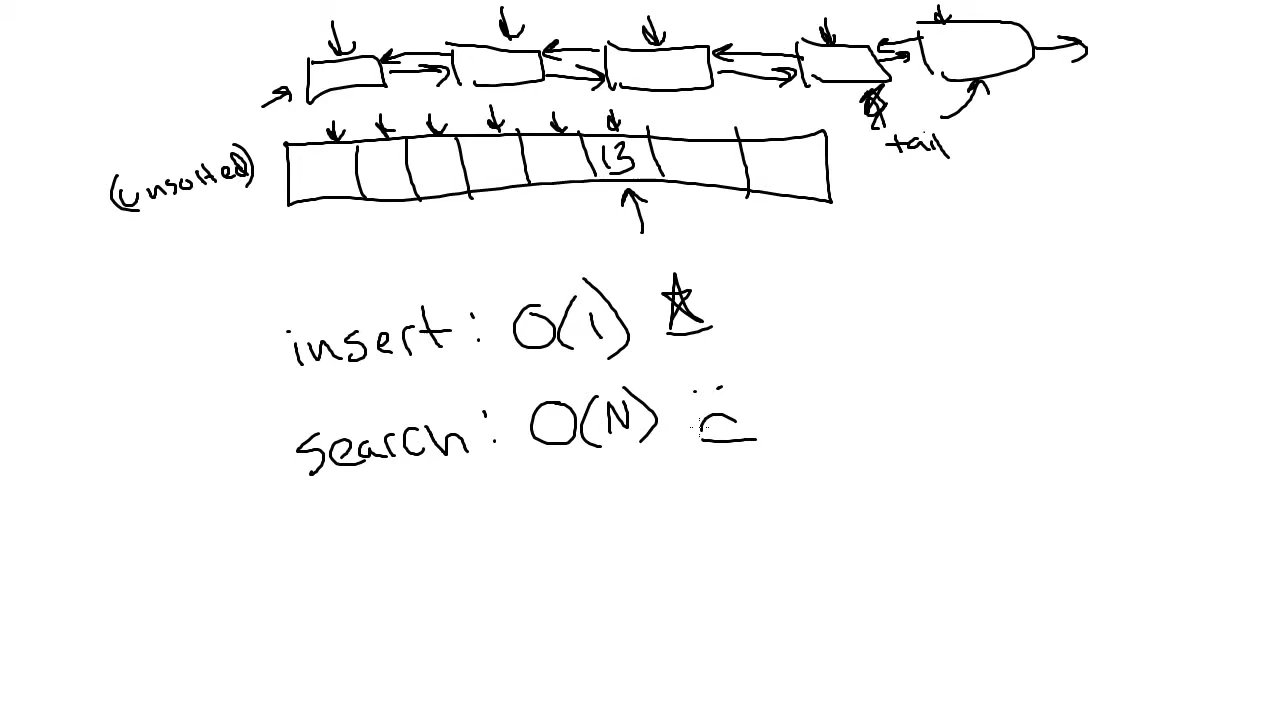 tail
(unsorted)
13
insert: O(1)
search: O(N)